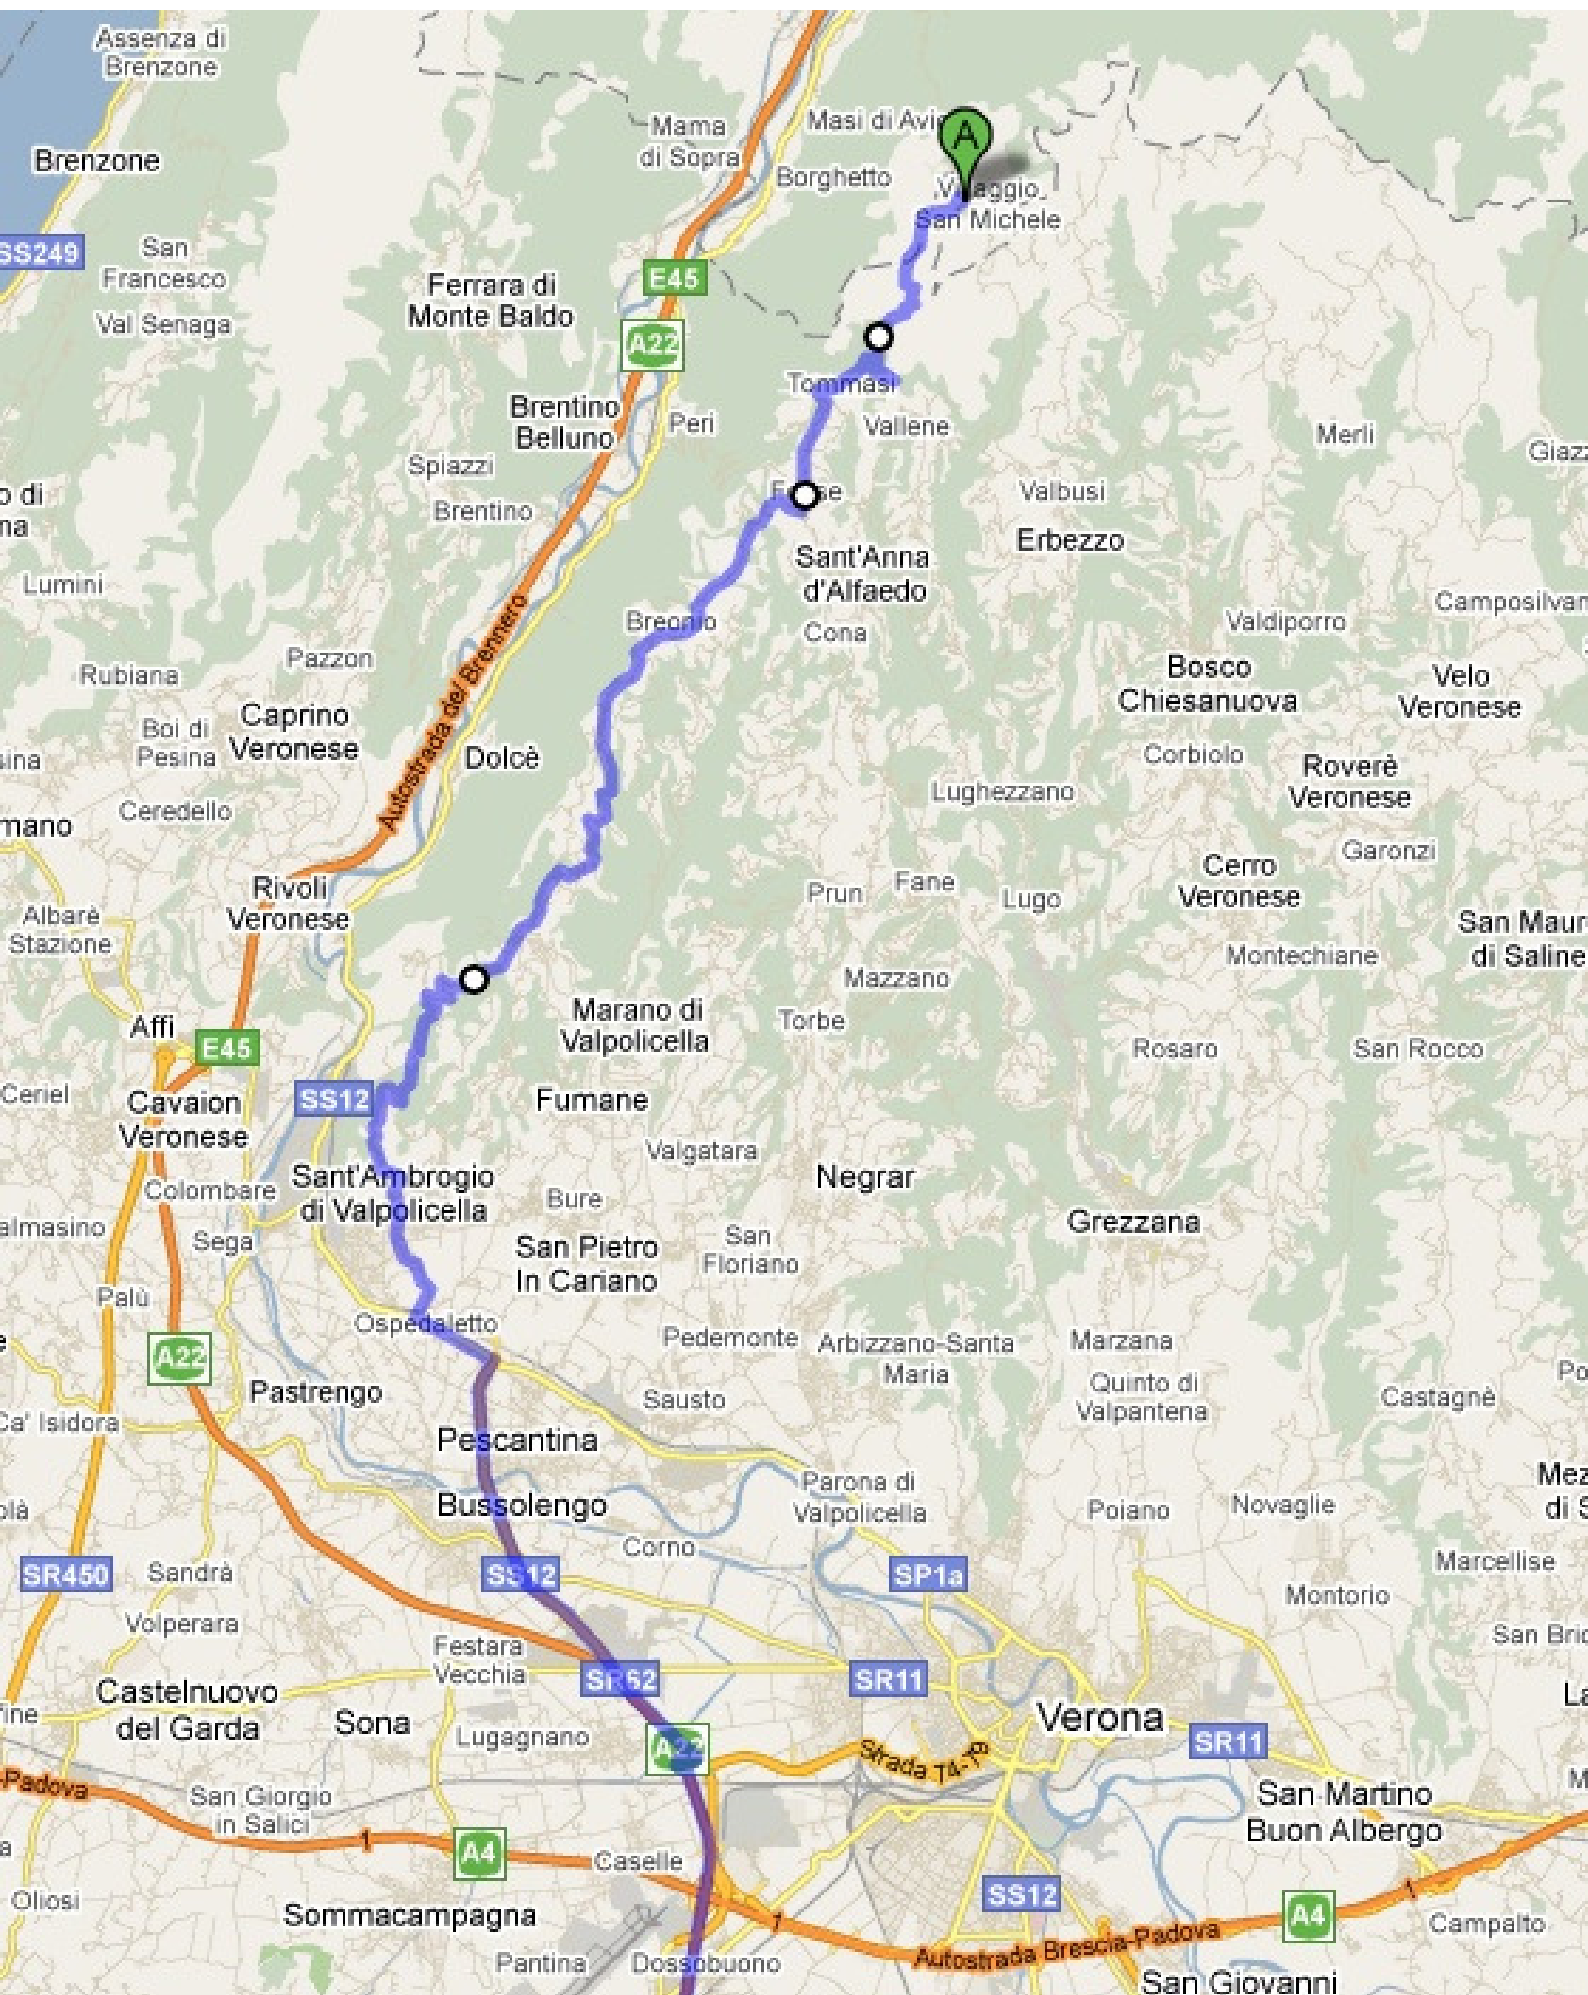 Assenza di
Brenzone
Mama
di Sopra
Masi di Avio
A
Brenzone
Borghetto
Villaggio
San Michele
SS249
San
Francesco
E45
Ferrara di
Monte Baldo
Val Senaga
A22
Tommasi
Brentino
Belluno
Peri
Vallene
Merli
Spiazzi
Valbusi
Brentino
Erbezzo
Sant'Anna
d'Alfaedo
Lumini
Breonio
Cona
Valdiporro
Pazzon
Rubiana
Bosco
Chiesanuova
Velo
Veronese
Boi di
Pesina
Caprino
Veronese
Autostrada del Brennero
Dolcè
Corbiolo
Roverè
Veronese
Lughezzano
Ceredello
Garonzi
Rivoli
Veronese
Prun
Fane
Lugo
Cerro
Veronese
Albarè
Stazione
di Saline
Montechiane
Mazzano
Marano di
Valpolicella
Torbe
Affi
E45
Rosaro
San Rocco
Ceriel
SS12
Fumane
Cavaion
Veronese
Valgatara
Sant'Ambrogio
di Valpolicella
Negrar
Colombare
Bure
Grezzana
Sega
San Pietro
In Cariano
San
Floriano
Palù
Ospedaletto
Pedemonte
Arbizzano-Santa
Maria
Marzana
A22
Pastrengo
Sausto
Quinto di
Valpantena
Castagnè
Ca' Isidora
Pescantina
Parona di
Valpolicella
Bussolengo
Poiano
Novaglie
Corno
SR450
Sandrà
SS12
SP1a
Marcellise
Montorio
Volperara
Festara
Vecchia
SR62
SR11
Castelnuovo
del Garda
Sona
Lugagnano
Verona
A22
Strada T4-T9
SR11
-Padova
San Giorgio
in Salici
San Martino
Buon Albergo
1
A4
Caselle
Oliosi
SS12
1
A4
Sommacampagna
1
Campalto
Autostrada Brescia-Padova
Pantina
Dossobuono
San Giovanni